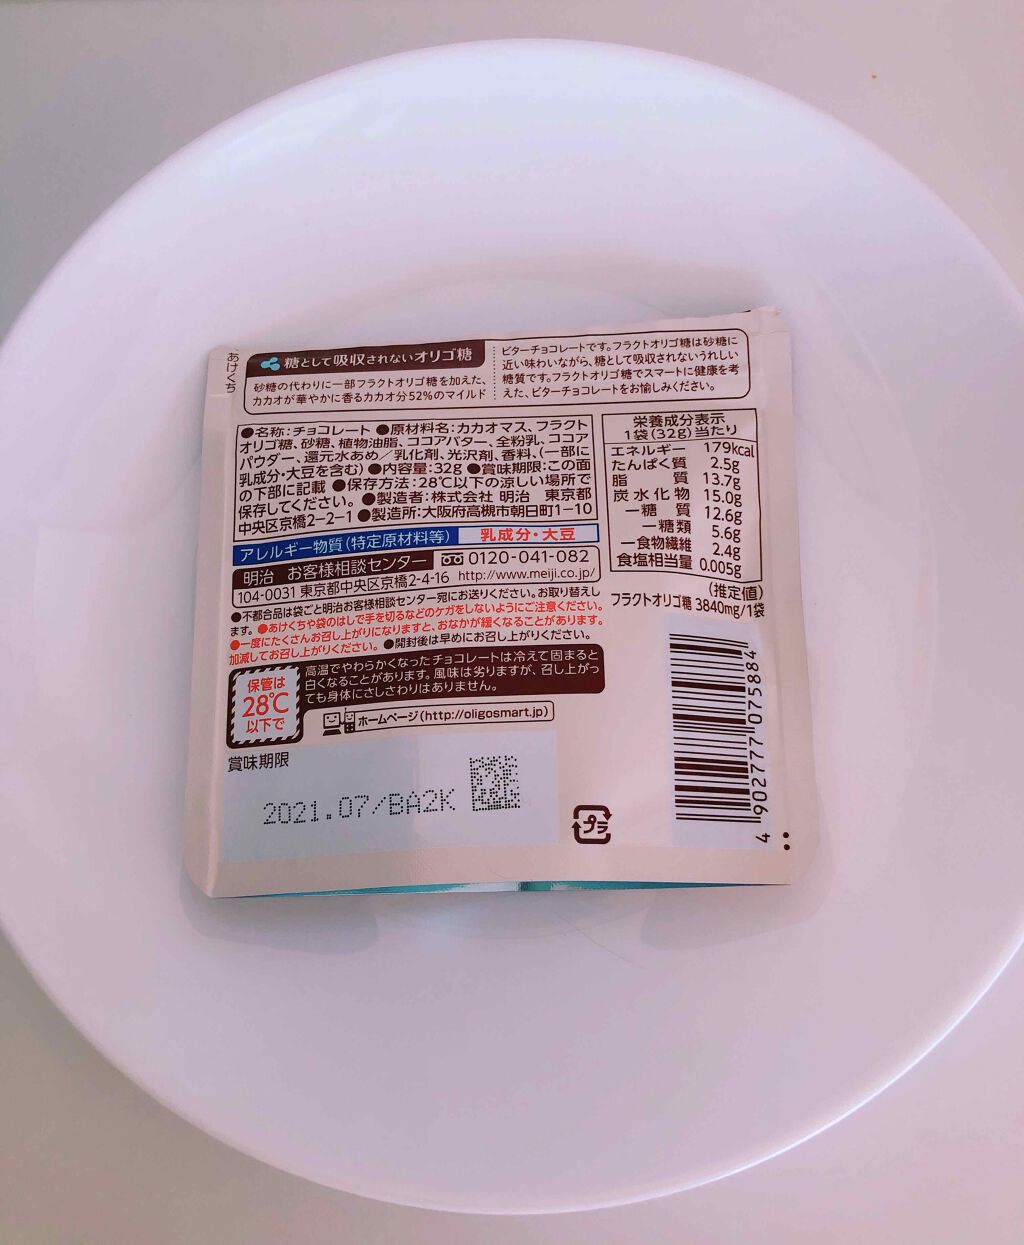 あけくち
糖として吸収されないオリゴ糖
砂糖の代わりに一部フラクトオリゴ糖を加えた、
カカオが華やかに香るカカオ分52%のマイルド
ビターチョコレートです。フラクトオリゴ糖は砂糖に
近い味わいながら、糖として吸収されないうれしい
糖質です。フラクトオリゴ糖でスマートに健康を考
えた、ビターチョコレートをお愉しみください。
●名称:チョコレート ●原材料名:カカオマス、フラクト
オリゴ糖、砂糖、植物油脂、ココアバター、全粉乳、ココア
パウダー、還元水あめ/乳化剤、光沢剤、香料、(一部に
乳成分・大豆を含む) ●内容量:32g ●賞味期限:この面
の下部に記載 ●保存方法:28℃以下の涼しい場所で
保存してください。 ●製造者:株式会社 明治 東京都
中央区京橋2-2-1 ●製造所:大阪府高槻市朝日町1-10
アレルギー物質(特定原材料等) 乳成分・大豆
明治 お客様相談センター 0120-041-082
104-0031 東京都中央区京橋2-4-16 http://www.meiji.co.jp/
●不都合品は袋ごと明治お客様相談センター宛にお送りください。お取り替えし
ます。●あけくちや袋のはしで手を切るなどのケガをしないようにご注意ください。
●一度にたくさんお召し上がりになりますと、おなかが緩くなることがあります。
加減してお召し上がりください。●開封後は早めにお召し上がりください。
保管は
28℃
以下で
高温でやわらかくなったチョコレートは冷えて固まると
白くなることがあります。風味は劣りますが、召し上がっ
ても身体にさしさわりはありません。
ホームページ(http://oligosmart.jp)
賞味期限
2021.07/BA2K
栄養成分表示
1袋(32g)当たり
エネルギー 179kcal
たんぱく質 2.5g
脂質 13.7g
炭水化物 15.0g
ー糖質 12.6g
ー糖類 5.6g
ー食物繊維 2.4g
食塩相当量 0.005g
(推定値)
フラクトオリゴ糖 3840mg/1袋
プラ
4 902777 075884